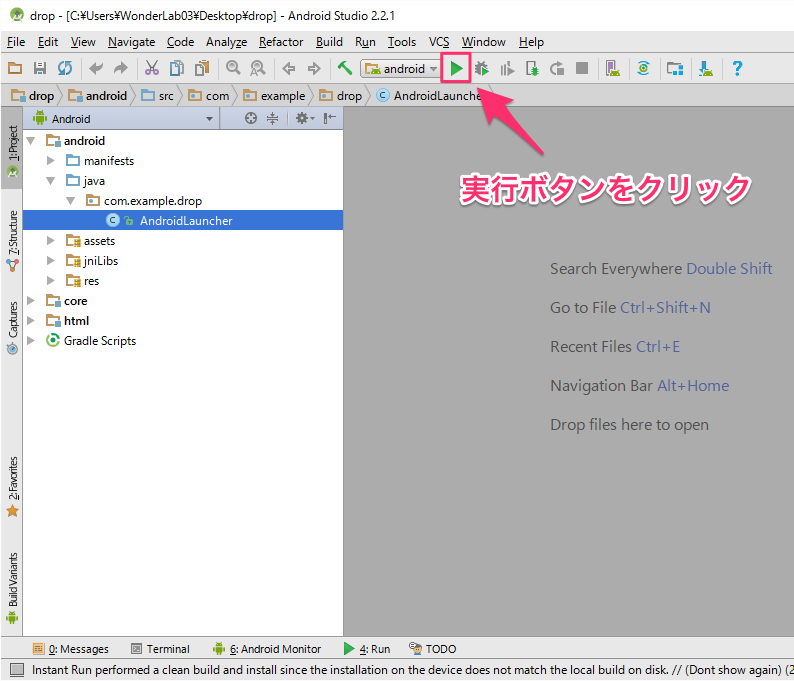 drop - [C:¥Users¥WonderLab03¥Desktop¥drop] - Android Studio 2.2.1
File Edit View Navigate Code Analyze Refactor Build Run Tools VCS Window Help
android
drop android src com example drop AndroidLaunche
Android
1: Project
android
manifests
java
com.example.drop
AndroidLauncher
assets
jniLibs
res
core
html
Gradle Scripts
7: Structure
Captures
2: Favorites
Build Variants
実行ボタンをクリック
Search Everywhere Double Shift
Go to File Ctrl+Shift+N
Recent Files Ctrl+E
Navigation Bar Alt+Home
Drop files here to open
0: Messages Terminal 6: Android Monitor 4: Run TODO
Instant Run performed a clean build and install since the installation on the device does not match the local build on disk. // (Dont show again) (2